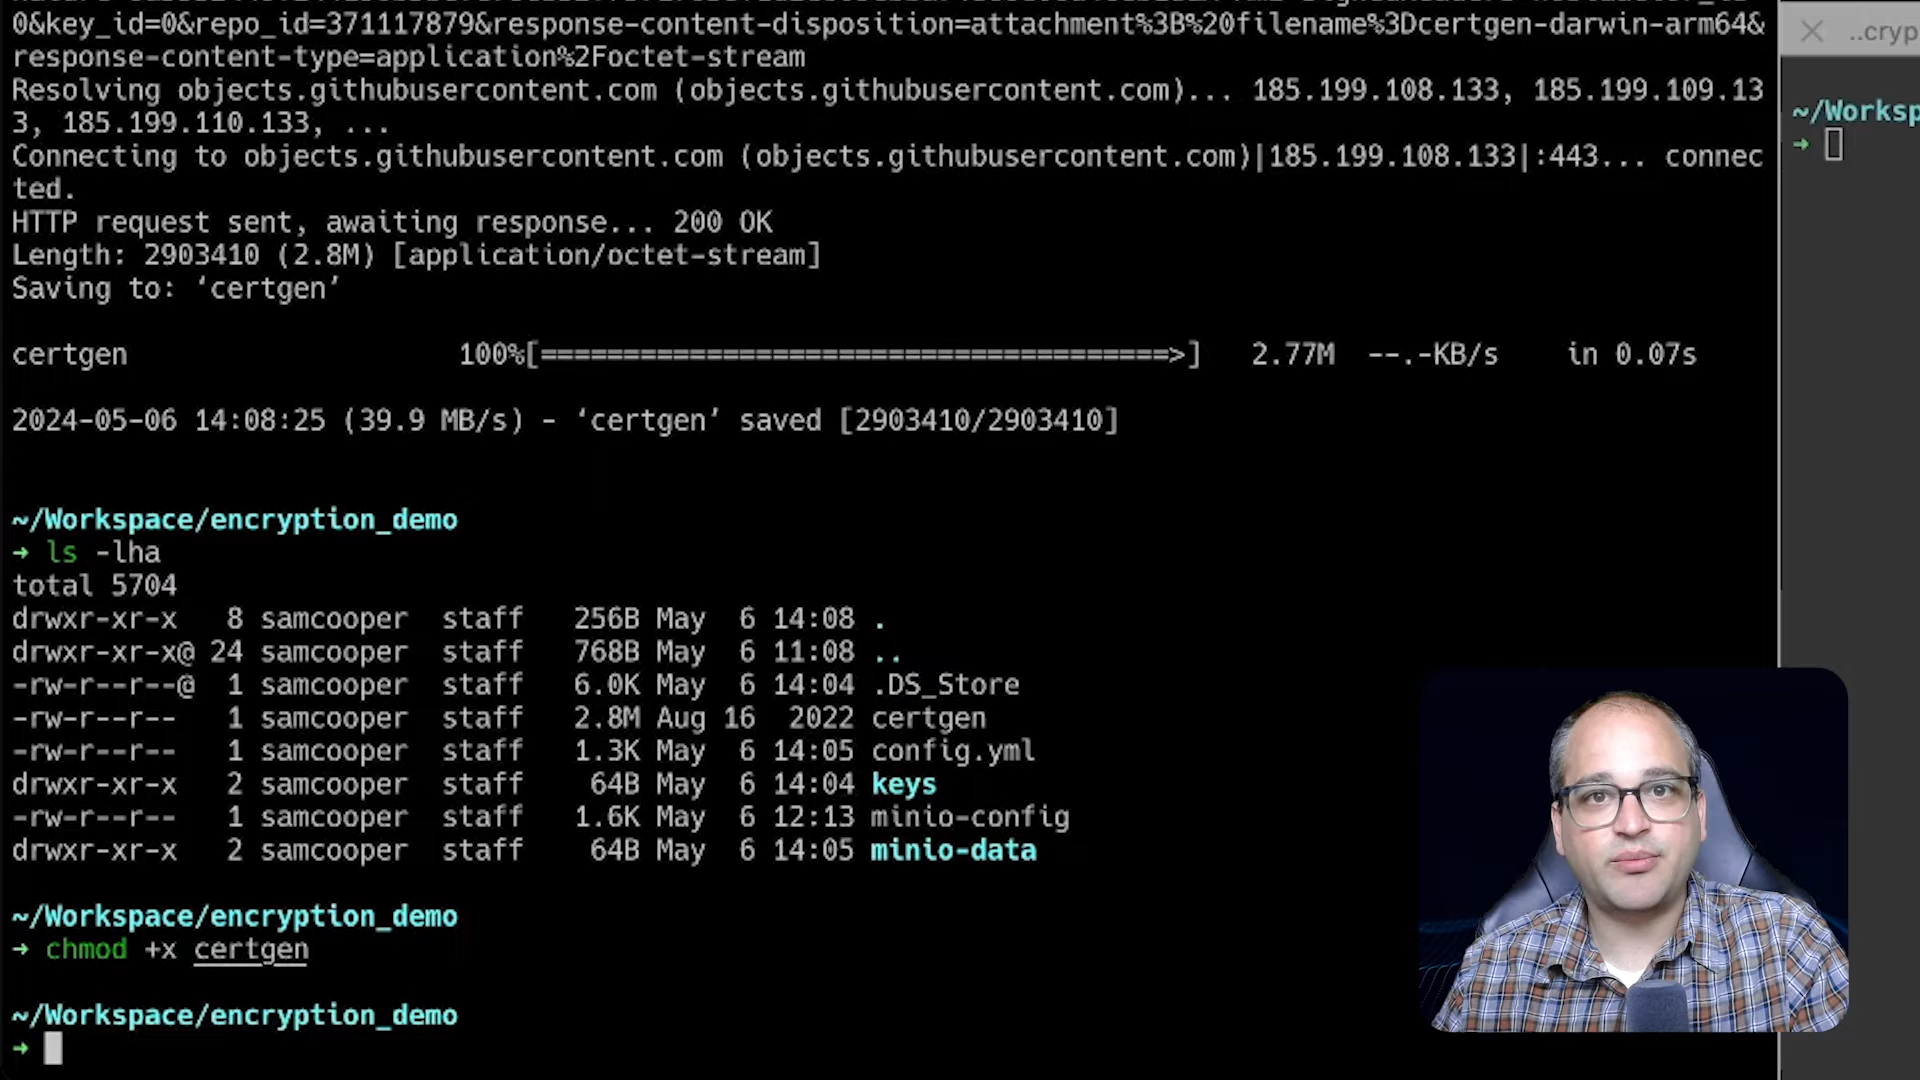 0&key_id=0&repo_id=371117879&response-content-disposition=attachment%3B%20filename%3Dcertgen-darwin-arm64&
response-content-type=application%2Foctet-stream
Resolving objects.githubusercontent.com (objects.githubusercontent.com)... 185.199.108.133, 185.199.109.13
3, 185.199.110.133, ...
Connecting to objects.githubusercontent.com (objects.githubusercontent.com)|185.199.108.133|:443... connec
ted.
HTTP request sent, awaiting response... 200 OK
Length: 2903410 (2.8M) [application/octet-stream]
Saving to: ‘certgen’
certgen 100%[======================================>] 2.77M --.-KB/s in 0.07s
2024-05-06 14:08:25 (39.9 MB/s) - ‘certgen’ saved [2903410/2903410]
~/Workspace/encryption_demo
→ ls -lha
total 5704
drwxr-xr-x 8 samcooper staff 256B May 6 14:08 .
drwxr-xr-x@ 24 samcooper staff 768B May 6 11:08 ..
-rw-r--r--@ 1 samcooper staff 6.0K May 6 14:04 .DS_Store
-rw-r--r-- 1 samcooper staff 2.8M Aug 16 2022 certgen
-rw-r--r-- 1 samcooper staff 1.3K May 6 14:05 config.yml
drwxr-xr-x 2 samcooper staff 64B May 6 14:04 keys
-rw-r--r-- 1 samcooper staff 1.6K May 6 12:13 minio-config
drwxr-xr-x 2 samcooper staff 64B May 6 14:05 minio-data
~/Workspace/encryption_demo
→ chmod +x certgen
~/Workspace/encryption_demo
→
..cryp
~/Worksp
→